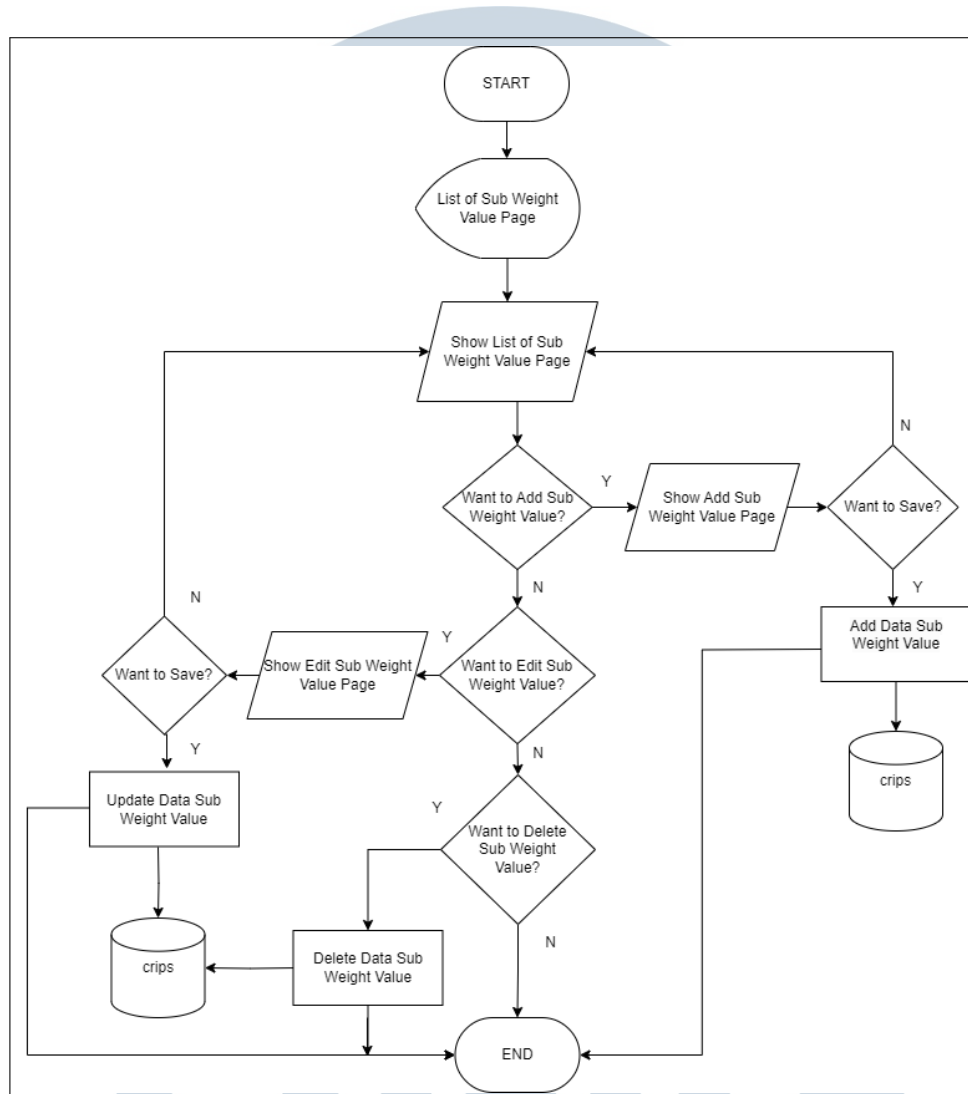 START
List of Sub Weight
Value Page
Show List of Sub
Weight Value Page
N
Want to Add Sub
Weight Value?
Y
Show Add Sub
Weight Value Page
Want to Save?
N
Y
N
Y
Add Data Sub
Weight Value
Want to Save?
Show Edit Sub Weight
Value Page
Want to Edit Sub
Weight Value?
Y
N
crips
Update Data Sub
Weight Value
Y
Want to Delete
Sub Weight
Value?
N
crips
Delete Data Sub
Weight Value
END